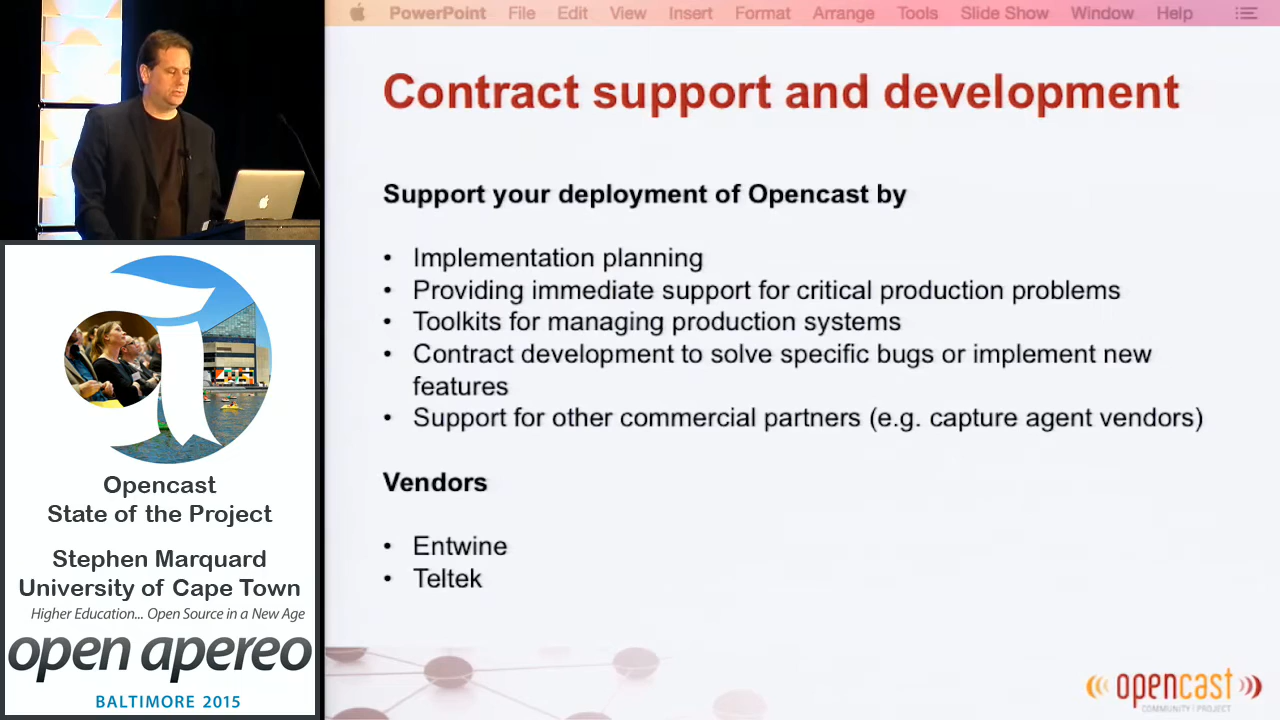 PowerPoint File Edit View Insert Format Arrange Tools Slide Show Window Help
Contract support and development
Support your deployment of Opencast by
• Implementation planning
• Providing immediate support for critical production problems
• Toolkits for managing production systems
• Contract development to solve specific bugs or implement new
features
• Support for other commercial partners (e.g. capture agent vendors)
Vendors
• Entwine
• Teltek
opencast
COMMUNITY PROJECT
Opencast
State of the Project
Stephen Marquard
University of Cape Town
Higher Education... Open Source in a New Age
open apereo
BALTIMORE 2015